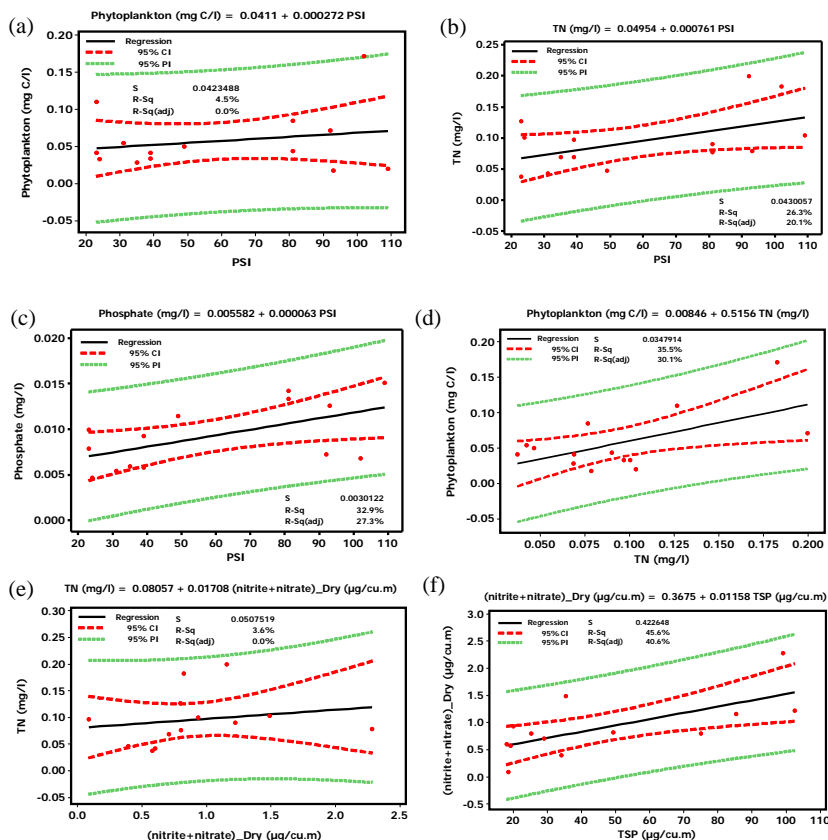 (a)
Phytoplankton (mg C/l) = 0.0411 + 0.000272 PSI
Regression
95% CI
95% PI
S 0.0423488
R-Sq 4.5%
R-Sq(adj) 0.0%
Phytoplankton (mg C/l)
0.20
0.15
0.10
0.05
0.00
-0.05
20 30 40 50 60 70 80 90 100 110
PSI
(b)
TN (mg/l) = 0.04954 + 0.000761 PSI
Regression
95% CI
95% PI
S 0.0430057
R-Sq 26.3%
R-Sq(adj) 20.1%
TN (mg/l)
0.25
0.20
0.15
0.10
0.05
0.00
-0.05
20 30 40 50 60 70 80 90 100 110
PSI
(c)
Phosphate (mg/l) = 0.005582 + 0.000063 PSI
Regression
95% CI
95% PI
S 0.0030122
R-Sq 32.9%
R-Sq(adj) 27.3%
Phosphate (mg/l)
0.020
0.015
0.010
0.005
0.000
20 30 40 50 60 70 80 90 100 110
PSI
(d)
Phytoplankton (mg C/l) = 0.00846 + 0.5156 TN (mg/l)
Regression
95% CI
95% PI
S 0.0347914
R-Sq 35.5%
R-Sq(adj) 30.1%
Phytoplankton (mg C/l)
0.20
0.15
0.10
0.05
0.00
-0.05
0.050 0.075 0.100 0.125 0.150 0.175 0.200
TN (mg/l)
(e)
TN (mg/l) = 0.08057 + 0.01708 (nitrite+nitrate)_Dry (µg/cu.m)
Regression
95% CI
95% PI
S 0.0507519
R-Sq 3.6%
R-Sq(adj) 0.0%
TN (mg/l)
0.30
0.25
0.20
0.15
0.10
0.05
0.00
-0.05
0.0 0.5 1.0 1.5 2.0 2.5
(nitrite+nitrate)_Dry (µg/cu.m)
(f)
(nitrite+nitrate)_Dry (µg/cu.m) = 0.3675 + 0.01158 TSP (µg/cu.m)
Regression
95% CI
95% PI
S 0.422648
R-Sq 45.6%
R-Sq(adj) 40.6%
(nitrite+nitrate)_Dry (µg/cu.m)
3.0
2.5
2.0
1.5
1.0
0.5
0.0
-0.5
10 20 30 40 50 60 70 80 90 100 110
TSP (µg/cu.m)